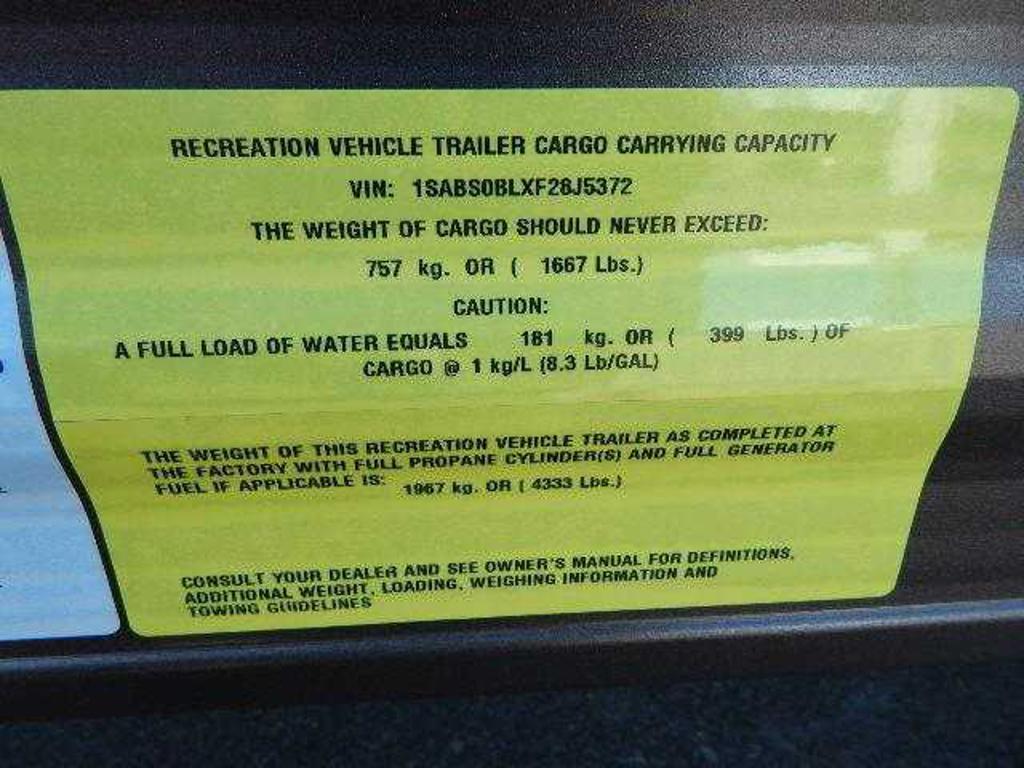 RECREATION VEHICLE TRAILER CARGO CARRYING CAPACITY
VIN: 1SABS0BLXF28J5372
THE WEIGHT OF CARGO SHOULD NEVER EXCEED:
757 kg. OR ( 1667 Lbs.)
CAUTION:
A FULL LOAD OF WATER EQUALS 181 kg. OR ( 399 Lbs. ) OF
CARGO @ 1 kg/L (8.3 Lb/GAL)
THE WEIGHT OF THIS RECREATION VEHICLE TRAILER AS COMPLETED AT
THE FACTORY WITH FULL PROPANE CYLINDER(S) AND FULL GENERATOR
FUEL IF APPLICABLE IS: 1967 kg. OR ( 4333 Lbs.)
CONSULT YOUR DEALER AND SEE OWNER'S MANUAL FOR DEFINITIONS,
ADDITIONAL WEIGHT, LOADING, WEIGHING INFORMATION AND
TOWING GUIDELINES